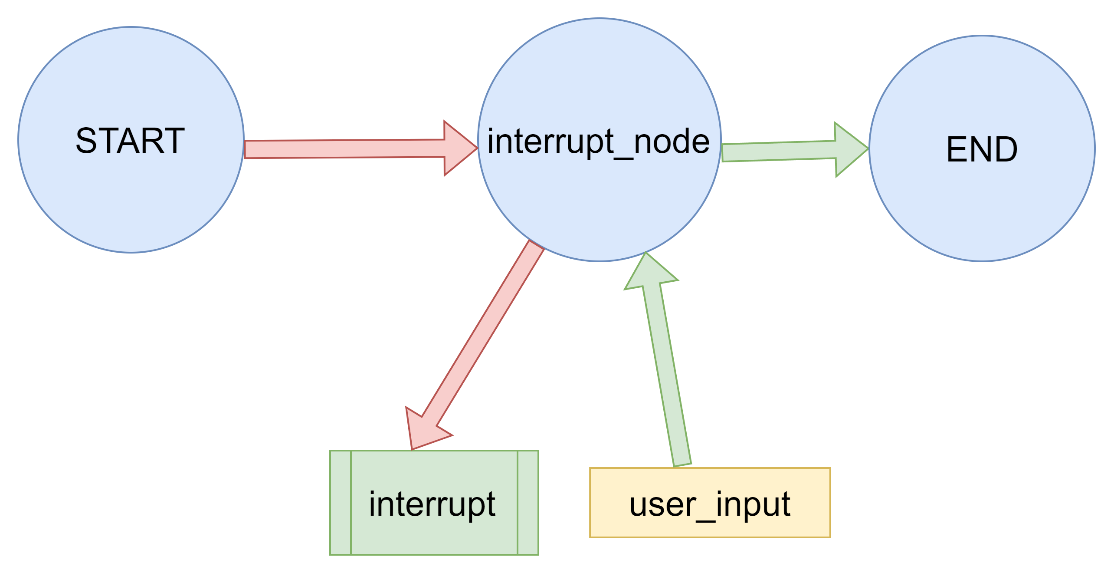 START
interrupt_node
END
interrupt
user_input